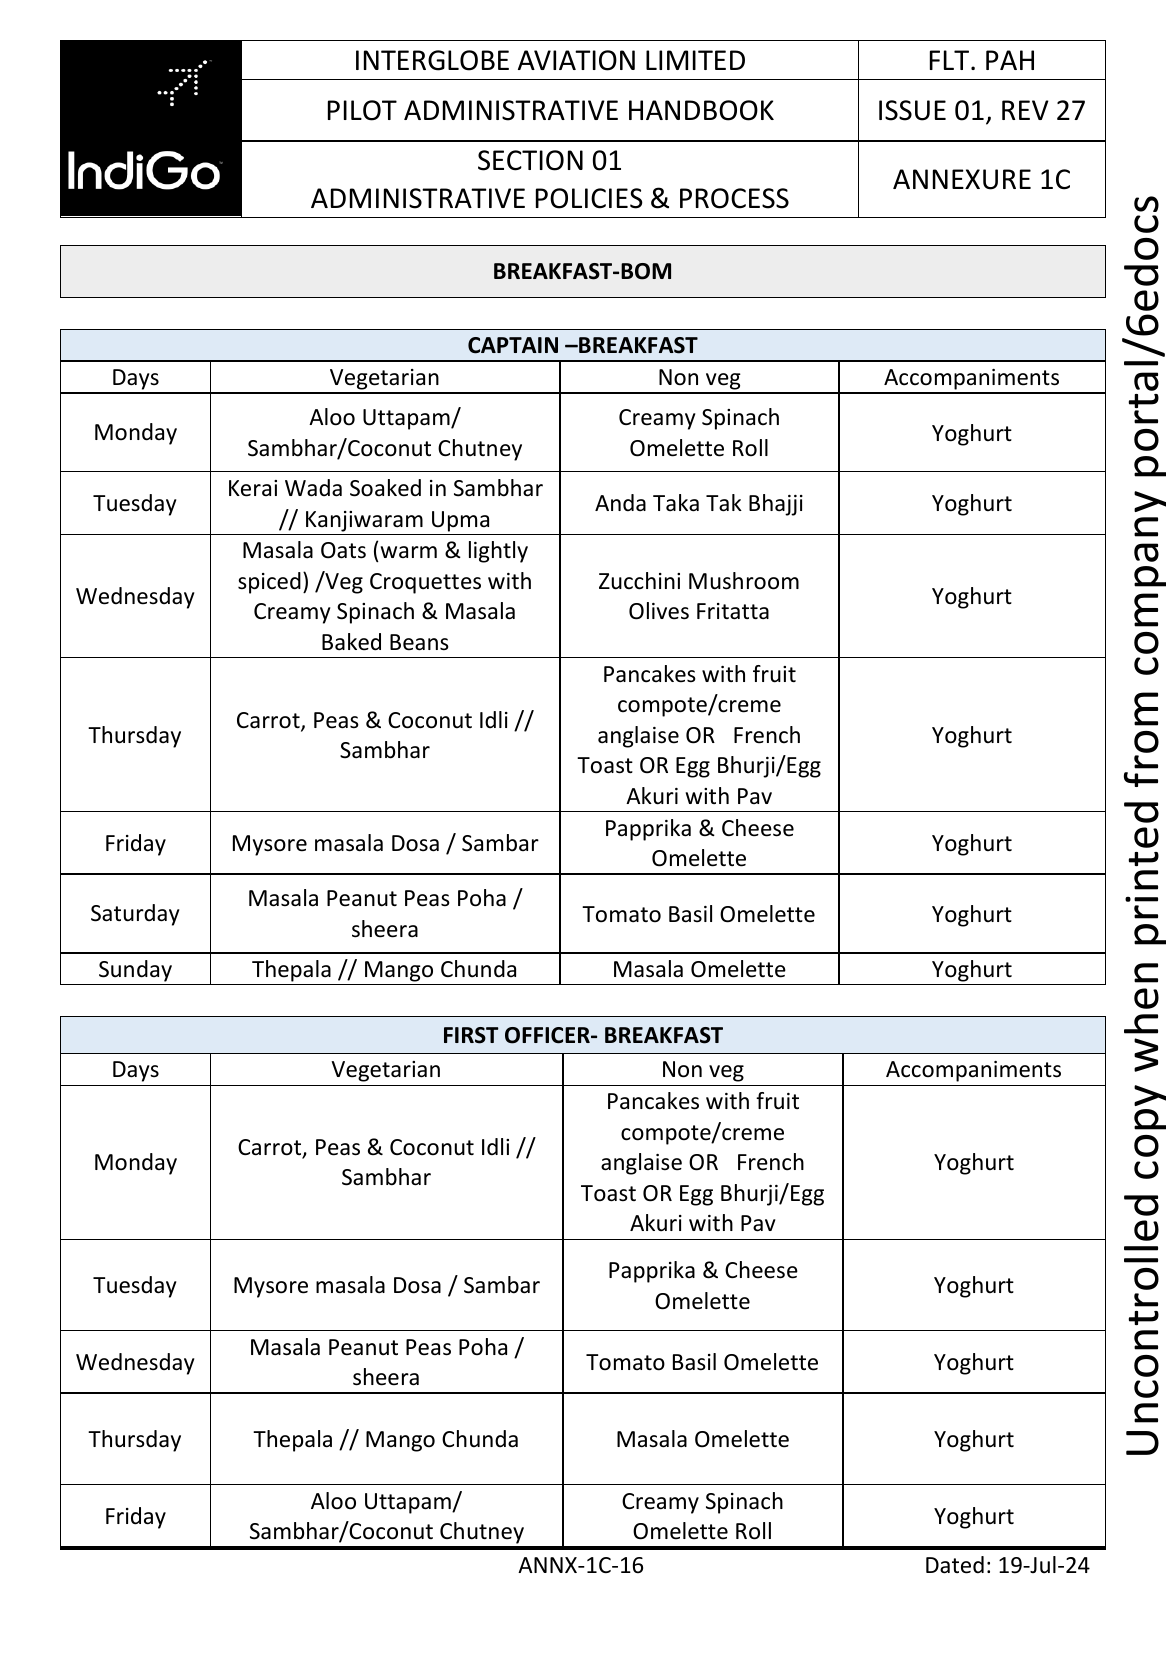 IndiGo
INTERGLOBE AVIATION LIMITED
FLT. PAH
PILOT ADMINISTRATIVE HANDBOOK
ISSUE 01, REV 27
SECTION 01
ADMINISTRATIVE POLICIES & PROCESS
ANNEXURE 1C
BREAKFAST-BOM
CAPTAIN –BREAKFAST
Days
Vegetarian
Non veg
Accompaniments
Monday
Aloo Uttapam/
Sambhar/Coconut Chutney
Creamy Spinach
Omelette Roll
Yoghurt
Tuesday
Kerai Wada Soaked in Sambhar
// Kanjiwaram Upma
Anda Taka Tak Bhajji
Yoghurt
Wednesday
Masala Oats (warm & lightly
spiced) /Veg Croquettes with
Creamy Spinach & Masala
Baked Beans
Zucchini Mushroom
Olives Fritatta
Yoghurt
Thursday
Carrot, Peas & Coconut Idli //
Sambhar
Pancakes with fruit
compote/creme
anglaise OR French
Toast OR Egg Bhurji/Egg
Akuri with Pav
Yoghurt
Friday
Mysore masala Dosa / Sambar
Papprika & Cheese
Omelette
Yoghurt
Saturday
Masala Peanut Peas Poha /
sheera
Tomato Basil Omelette
Yoghurt
Sunday
Thepala // Mango Chunda
Masala Omelette
Yoghurt
FIRST OFFICER- BREAKFAST
Days
Vegetarian
Non veg
Accompaniments
Monday
Carrot, Peas & Coconut Idli //
Sambhar
Pancakes with fruit
compote/creme
anglaise OR French
Toast OR Egg Bhurji/Egg
Akuri with Pav
Yoghurt
Tuesday
Mysore masala Dosa / Sambar
Papprika & Cheese
Omelette
Yoghurt
Wednesday
Masala Peanut Peas Poha /
sheera
Tomato Basil Omelette
Yoghurt
Thursday
Thepala // Mango Chunda
Masala Omelette
Yoghurt
Friday
Aloo Uttapam/
Sambhar/Coconut Chutney
Creamy Spinach
Omelette Roll
Yoghurt
ANNX-1C-16
Dated: 19-Jul-24
Uncontrolled copy when printed from company portal/6edocs